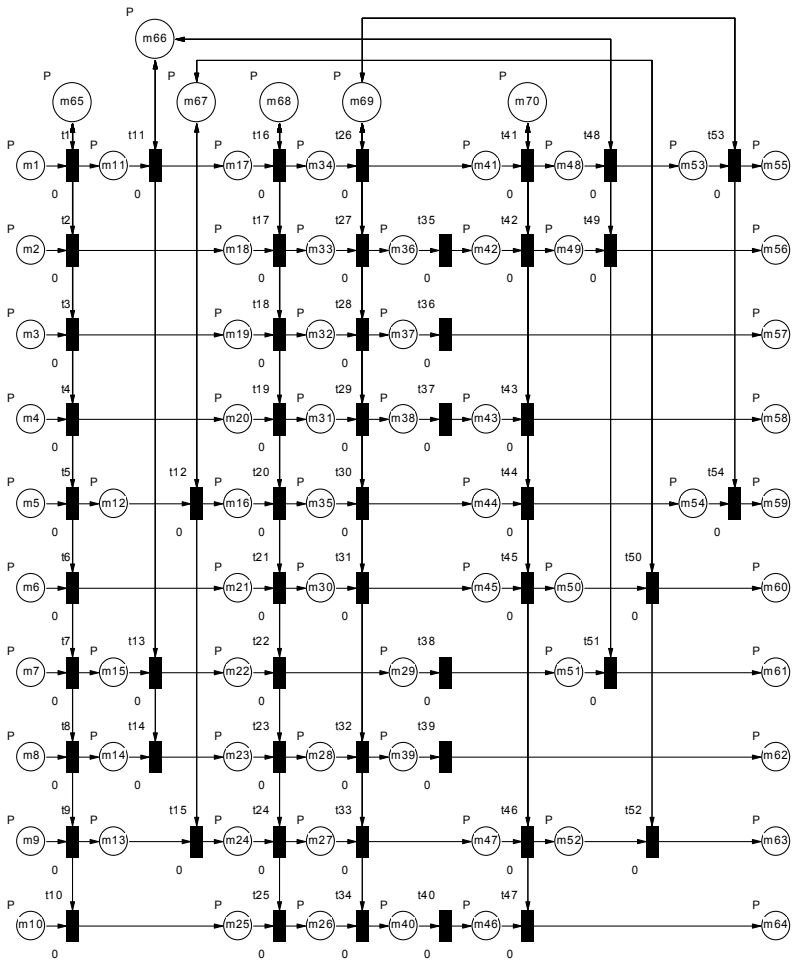 P
m66
P P P P P
m65 m67 m68 m69 m70
t1 t11 t16 t26 t41 t48 t53
P P P P P P P P
m1 m11 m17 m34 m41 m48 m53 m55
0 0 0 0 0 0 0
t2 t17 t27 t35 t42 t49
P P P P P P P
m2 m18 m33 m36 m42 m49 m56
0 0 0 0 0 0
t3 t18 t28 t36
P P P P P
m3 m19 m32 m37 m57
0 0 0 0
t4 t19 t29 t37 t43
P P P P P P
m4 m20 m31 m38 m43 m58
0 0 0 0 0
t5 t12 t20 t30 t44 t54
P P P P P P P
m5 m12 m16 m35 m44 m54 m59
0 0 0 0 0 0
t6 t21 t31 t45 t50
P P P P P P
m6 m21 m30 m45 m50 m60
0 0 0 0 0
t7 t13 t22 t38 t51
P P P P P P
m7 m15 m22 m29 m51 m61
0 0 0 0 0
t8 t14 t23 t32 t39
P P P P P P
m8 m14 m23 m28 m39 m62
0 0 0 0 0
t9 t15 t24 t33 t46 t52
P P P P P P P
m9 m13 m24 m27 m47 m52 m63
0 0 0 0 0 0
t10 t25 t34 t40 t47
P P P P P P
m10 m25 m26 m40 m46 m64
0 0 0 0 0